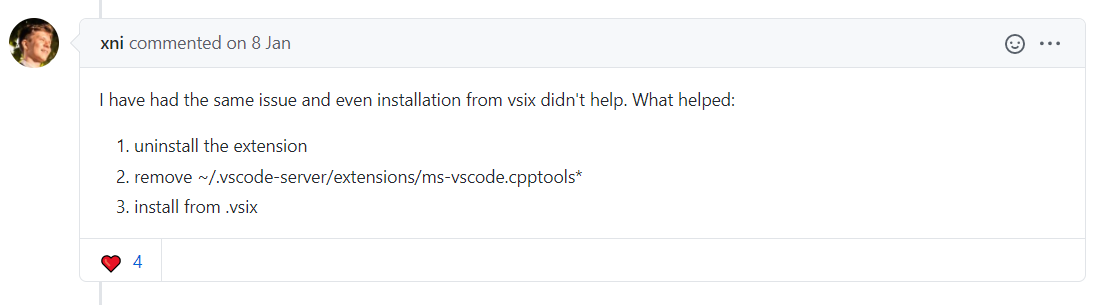 xni commented on 8 Jan
I have had the same issue and even installation from vsix didn't help. What helped:
1. uninstall the extension
2. remove ~/.vscode-server/extensions/ms-vscode.cpptools*
3. install from .vsix
4